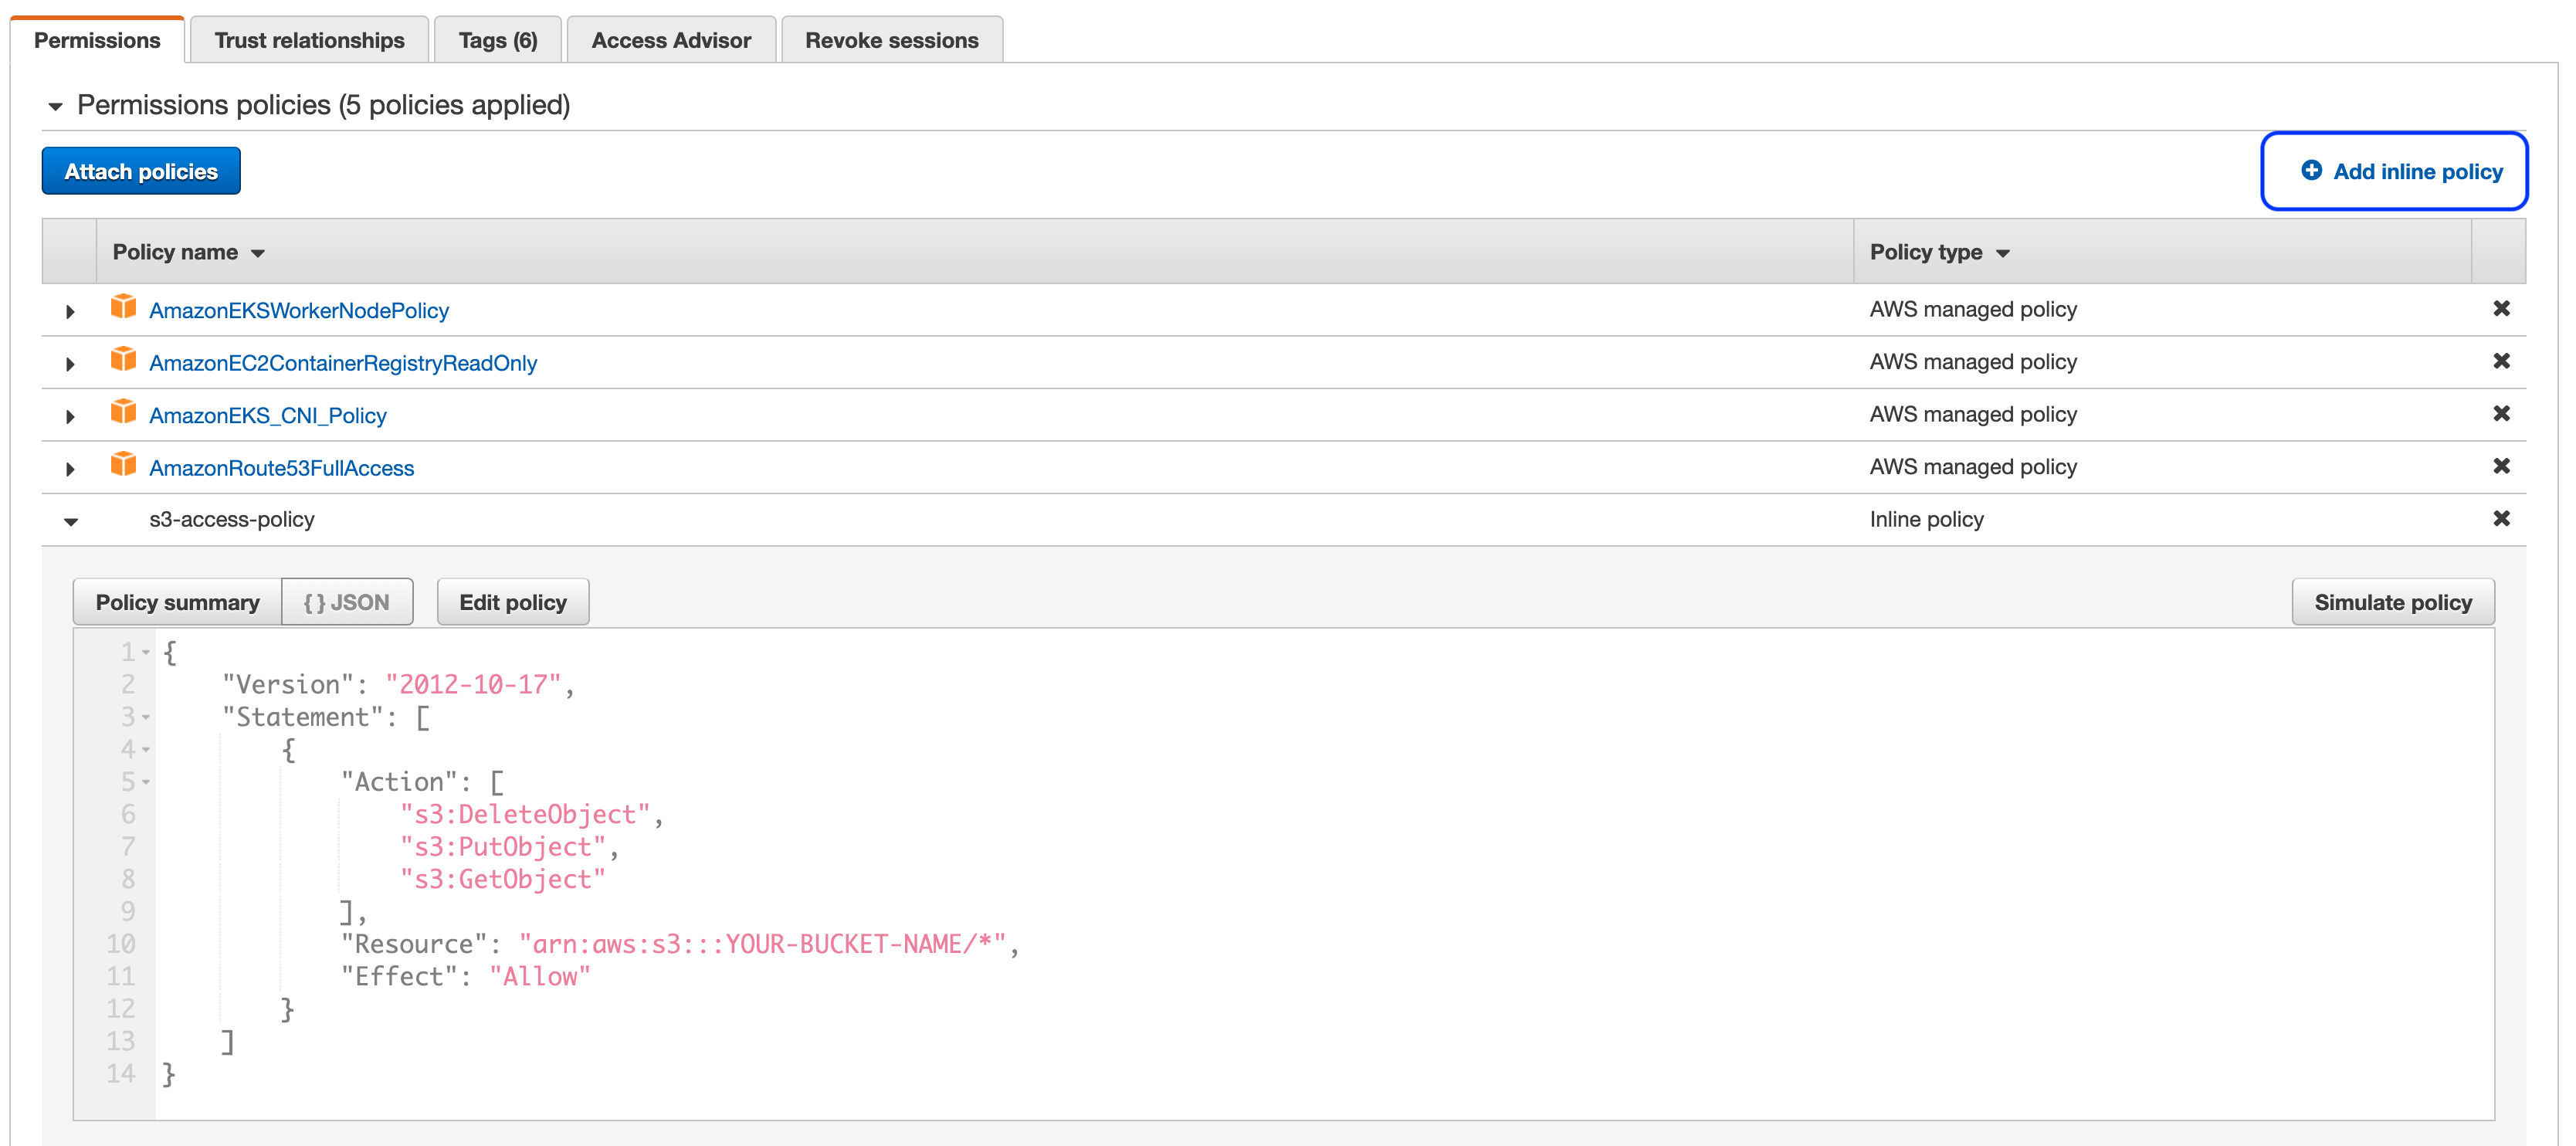 Permissions Trust relationships Tags (6) Access Advisor Revoke sessions
Permissions policies (5 policies applied)
Attach policies Add inline policy
Policy name Policy type
AmazonEKSWorkerNodePolicy AWS managed policy
AmazonEC2ContainerRegistryReadOnly AWS managed policy
AmazonEKS_CNI_Policy AWS managed policy
AmazonRoute53FullAccess AWS managed policy
s3-access-policy Inline policy
Policy summary {} JSON Edit policy Simulate policy
1 {
2     "Version": "2012-10-17",
3     "Statement": [
4         {
5             "Action": [
6                 "s3:DeleteObject",
7                 "s3:PutObject",
8                 "s3:GetObject"
9             ],
10             "Resource": "arn:aws:s3:::YOUR-BUCKET-NAME/*",
11             "Effect": "Allow"
12         }
13     ]
14 }